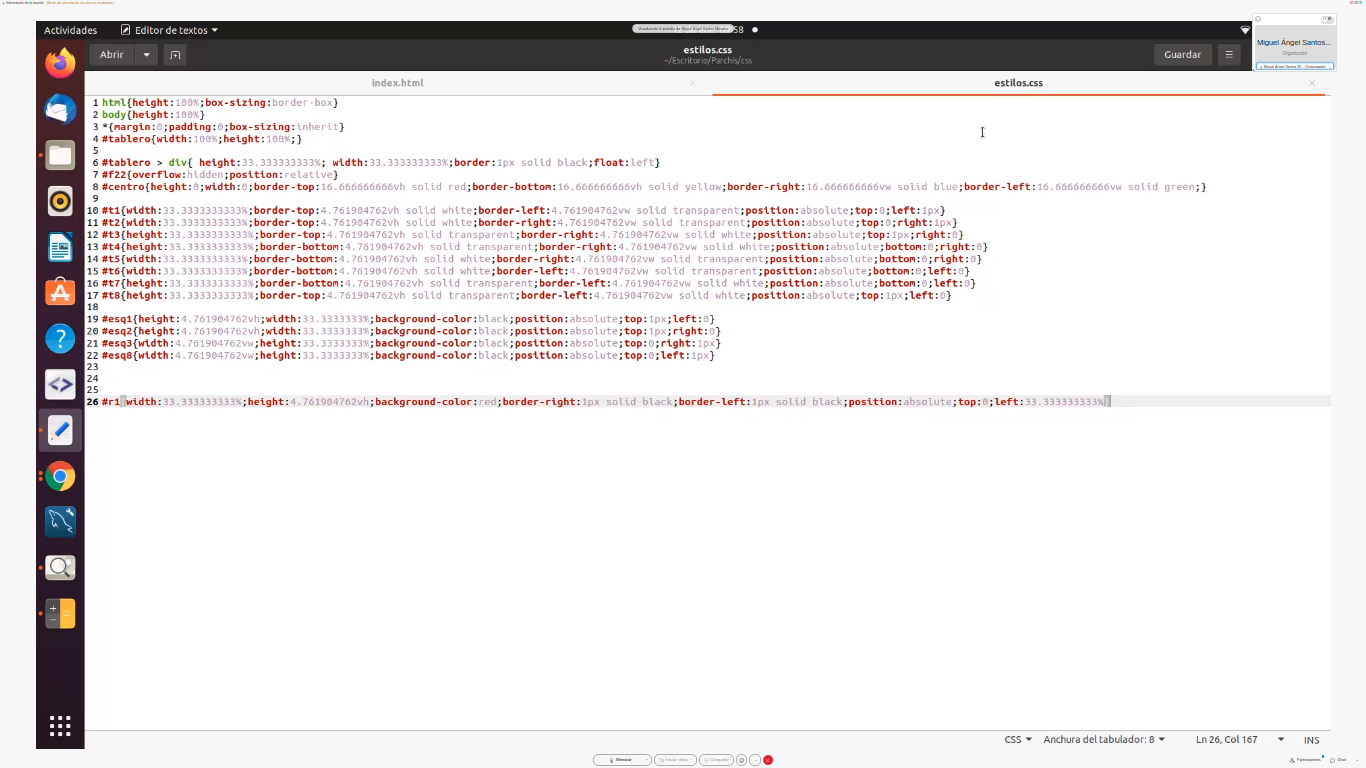 Información de la reunión
Actividades
Editor de textos
58
Miguel Ángel Santos...
Organizador
Abrir
estilos.css
~/Escritorio/Parchis/css
Guardar
index.html
estilos.css
1 html{height:100%;box-sizing:border-box}
2 body{height:100%}
3 *{margin:0;padding:0;box-sizing:inherit}
4 #tablero{width:100%;height:100%;}
5
6 #tablero > div{ height:33.333333333%; width:33.333333333%;border:1px solid black;float:left}
7 #f22{overflow:hidden;position:relative}
8 #centro{height:0;width:0;border-top:16.666666666vh solid red;border-bottom:16.666666666vh solid yellow;border-right:16.666666666vw solid blue;border-left:16.666666666vw solid green;}
9
10 #t1{width:33.3333333333%;border-top:4.761904762vh solid white;border-left:4.761904762vw solid transparent;position:absolute;top:0;left:1px}
11 #t2{width:33.3333333333%;border-top:4.761904762vh solid white;border-right:4.761904762vw solid transparent;position:absolute;top:0;right:1px}
12 #t3{height:33.3333333333%;border-top:4.761904762vh solid transparent;border-right:4.761904762vw solid white;position:absolute;top:1px;right:0}
13 #t4{height:33.3333333333%;border-bottom:4.761904762vh solid transparent;border-right:4.761904762vw solid white;position:absolute;bottom:0;right:0}
14 #t5{width:33.3333333333%;border-bottom:4.761904762vh solid white;border-right:4.761904762vw solid transparent;position:absolute;bottom:0;right:0}
15 #t6{width:33.3333333333%;border-bottom:4.761904762vh solid white;border-left:4.761904762vw solid transparent;position:absolute;bottom:0;left:0}
16 #t7{height:33.3333333333%;border-bottom:4.761904762vh solid transparent;border-left:4.761904762vw solid white;position:absolute;bottom:0;left:0}
17 #t8{height:33.3333333333%;border-top:4.761904762vh solid transparent;border-left:4.761904762vw solid white;position:absolute;top:1px;left:0}
18
19 #esq1{height:4.761904762vh;width:33.3333333%;background-color:black;position:absolute;top:1px;left:0}
20 #esq2{height:4.761904762vh;width:33.3333333%;background-color:black;position:absolute;top:1px;right:0}
21 #esq3{width:4.761904762vw;height:33.3333333%;background-color:black;position:absolute;top:0;right:1px}
22 #esq8{width:4.761904762vw;height:33.3333333%;background-color:black;position:absolute;top:0;left:1px}
23
24
25
26 #r1{width:33.333333333%;height:4.761904762vh;background-color:red;border-right:1px solid black;border-left:1px solid black;position:absolute;top:0;left:33.333333333%}
CSS
Anchura del tabulador: 8
Ln 26, Col 167
INS
Participantes
Chat